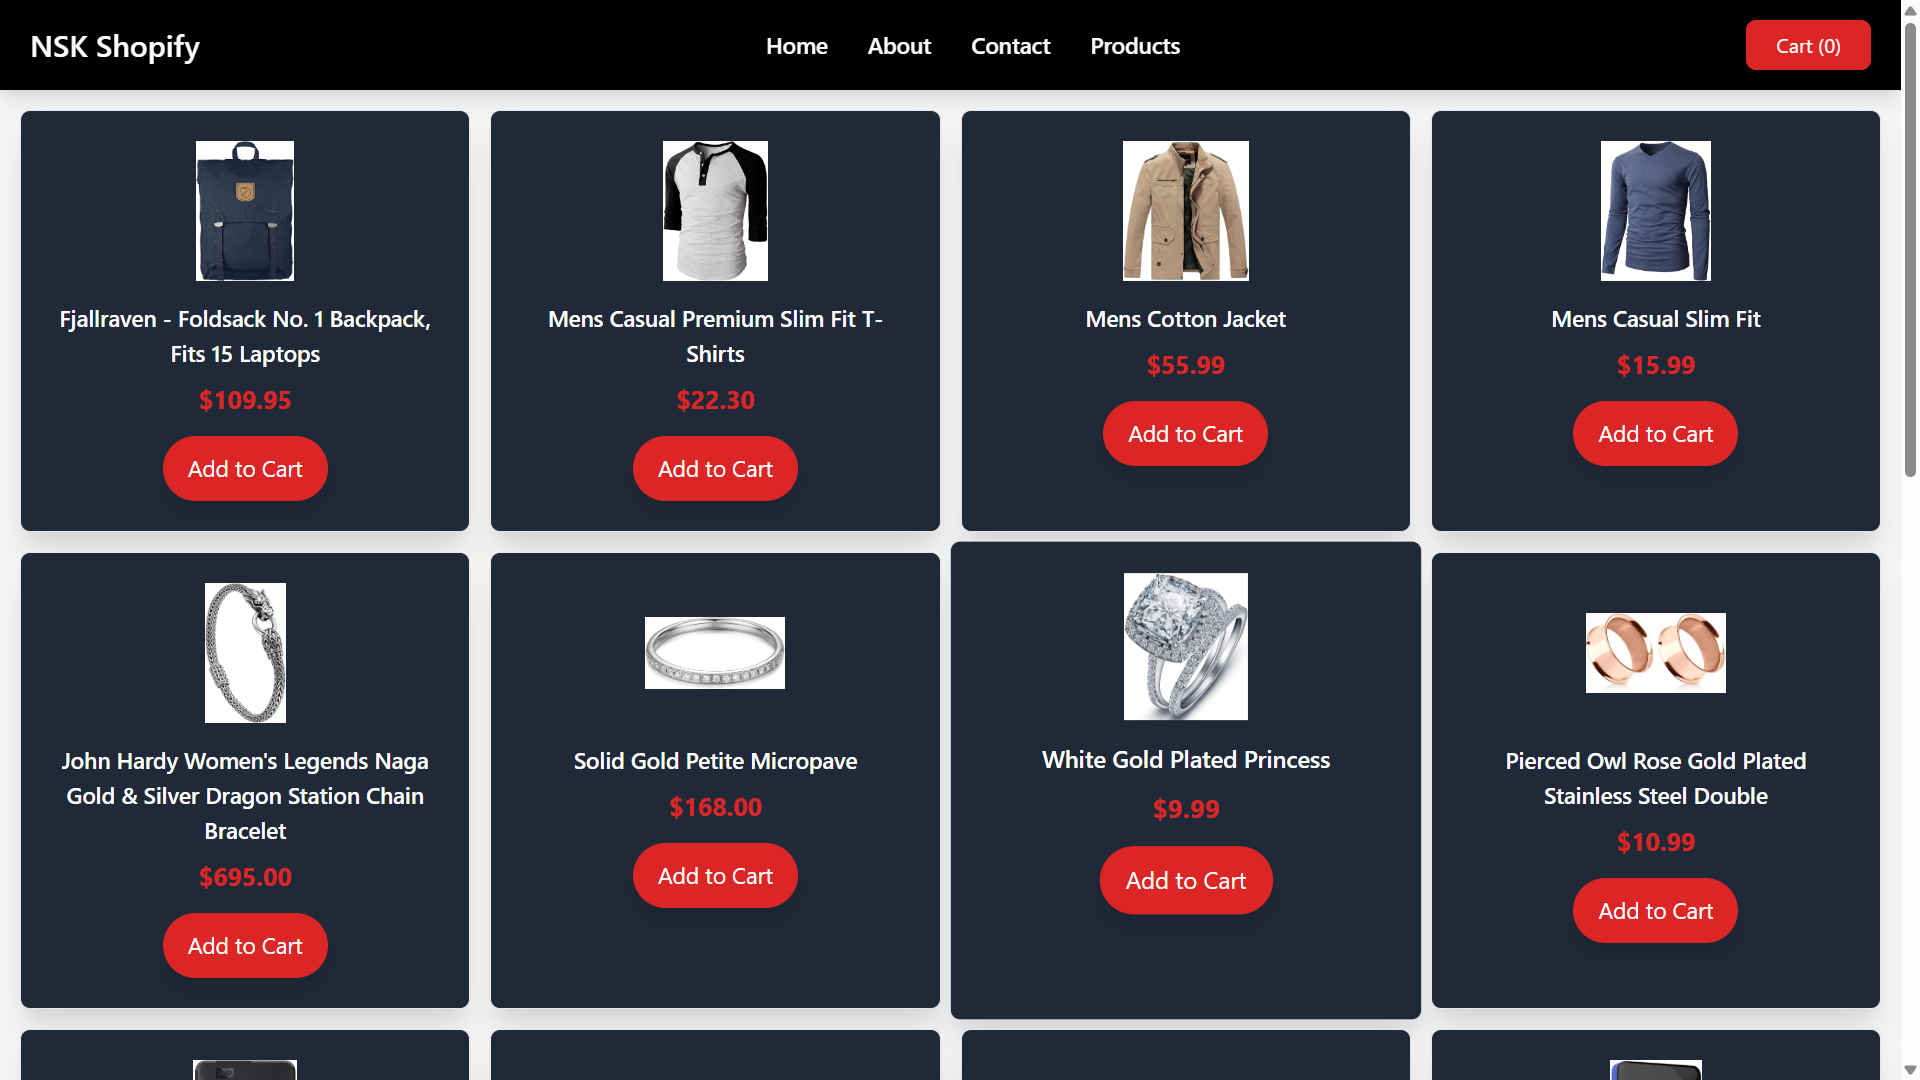 NSK Shopify
Home
About
Contact
Products
Cart (0)
Fjallraven - Foldsack No. 1 Backpack,
Fits 15 Laptops
$109.95
Add to Cart
Mens Casual Premium Slim Fit T-
Shirts
$22.30
Add to Cart
Mens Cotton Jacket
$55.99
Add to Cart
Mens Casual Slim Fit
$15.99
Add to Cart
John Hardy Women's Legends Naga
Gold & Silver Dragon Station Chain
Bracelet
$695.00
Add to Cart
Solid Gold Petite Micropave
$168.00
Add to Cart
White Gold Plated Princess
$9.99
Add to Cart
Pierced Owl Rose Gold Plated
Stainless Steel Double
$10.99
Add to Cart